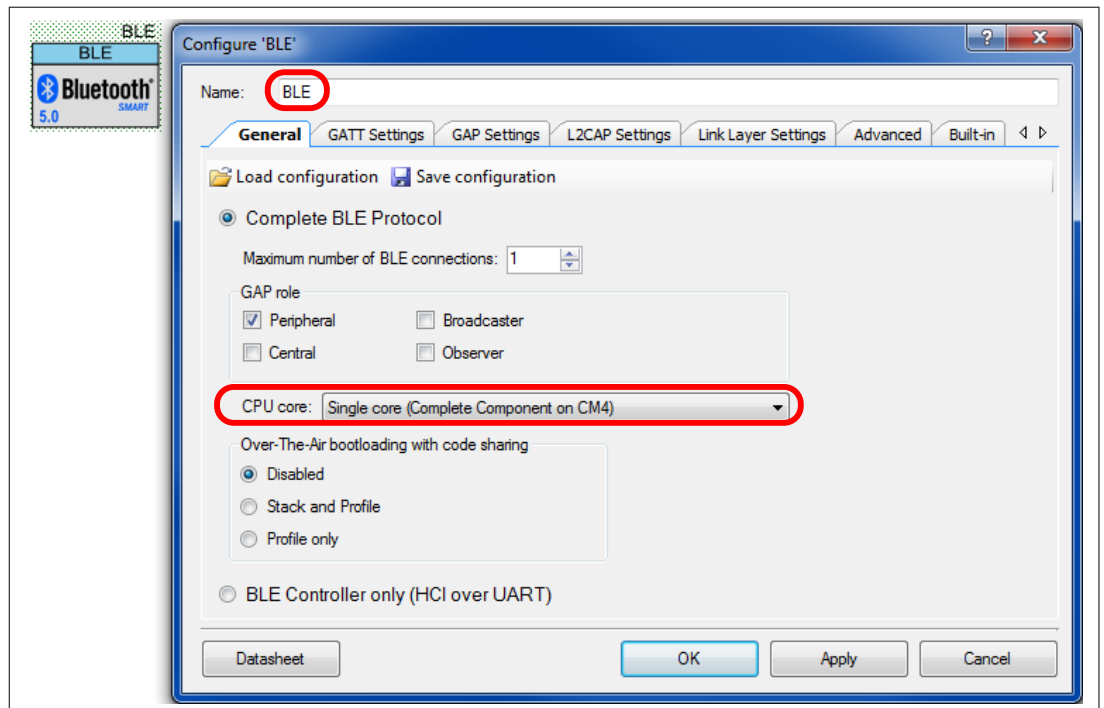 BLE
BLE
Bluetooth®
SMART
5.0
Configure 'BLE'
Name: BLE
General GATT Settings GAP Settings L2CAP Settings Link Layer Settings Advanced Built-in
Load configuration Save configuration
Complete BLE Protocol
Maximum number of BLE connections: 1
GAP role
Peripheral Broadcaster
Central Observer
CPU core: Single core (Complete Component on CM4)
Over-The-Air bootloading with code sharing
Disabled
Stack and Profile
Profile only
BLE Controller only (HCI over UART)
Datasheet OK Apply Cancel